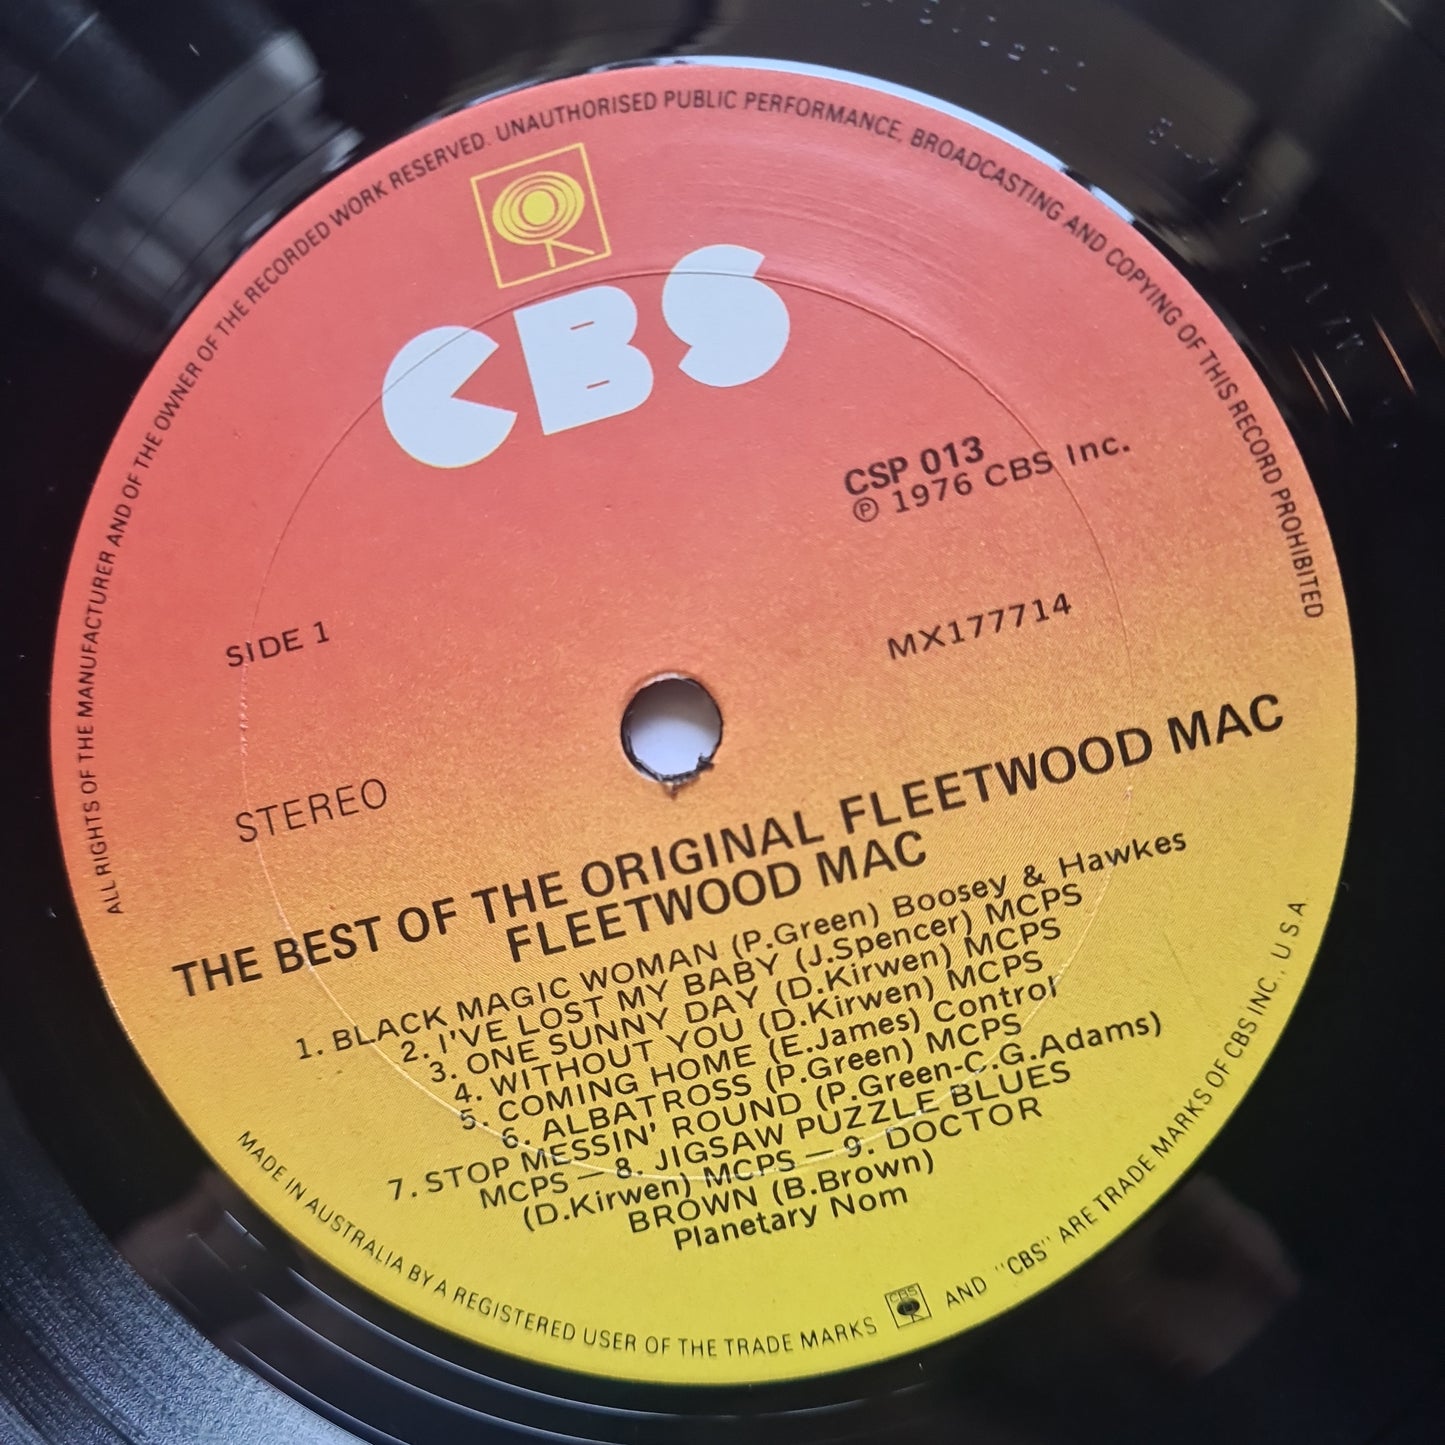 ALL RIGHTS OF THE MANUFACTURER AND OF THE OWNER OF THE RECORDED WORK RESERVED. UNAUTHORISED PUBLIC PERFORMANCE, BROADCASTING AND COPYING OF THIS RECORD PROHIBITED
CBS
CSP 013
℗ 1976 CBS Inc.
SIDE 1
MX177714
STEREO
THE BEST OF THE ORIGINAL FLEETWOOD MAC
FLEETWOOD MAC
1. BLACK MAGIC WOMAN (P.Green) Boosey & Hawkes
2. I'VE LOST MY BABY (J.Spencer) MCPS
3. ONE SUNNY DAY (D.Kirwen) MCPS
4. WITHOUT YOU (D.Kirwen) MCPS
5. COMING HOME (E.James) Control
6. ALBATROSS (P.Green) MCPS
7. STOP MESSIN' ROUND (P.Green-C.G.Adams)
MCPS — 8. JIGSAW PUZZLE BLUES
(D.Kirwen) MCPS — 9. DOCTOR
BROWN (B.Brown)
Planetary Nom
MADE IN AUSTRALIA BY A REGISTERED USER OF THE TRADE MARKS CBS AND "CBS" ARE TRADE MARKS OF CBS INC., U.S.A.